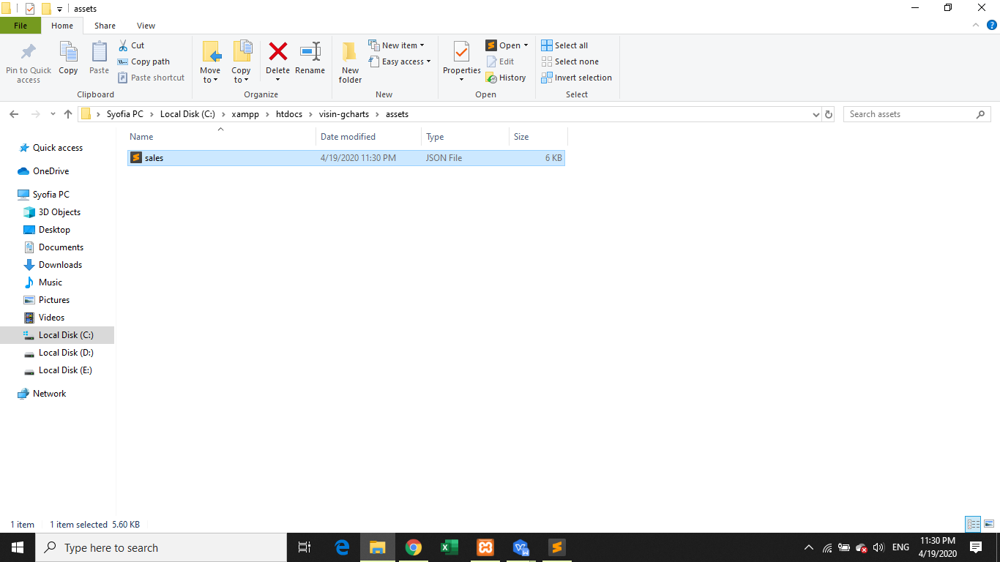 assets
File Home Share View
Pin to Quick access
Copy
Paste
Cut
Copy path
Paste shortcut
Clipboard
Move to
Copy to
Delete
Rename
Organize
New folder
New item
Easy access
New
Properties
Open
Edit
History
Open
Select all
Select none
Invert selection
Select
Syofia PC Local Disk (C:) xampp htdocs visin-gcharts assets
Search assets
Name Date modified Type Size
sales 4/19/2020 11:30 PM JSON File 6 KB
Quick access
OneDrive
Syofia PC
3D Objects
Desktop
Documents
Downloads
Music
Pictures
Videos
Local Disk (C:)
Local Disk (D:)
Local Disk (E:)
Network
1 item 1 item selected 5.60 KB
Type here to search
ENG
11:30 PM
4/19/2020